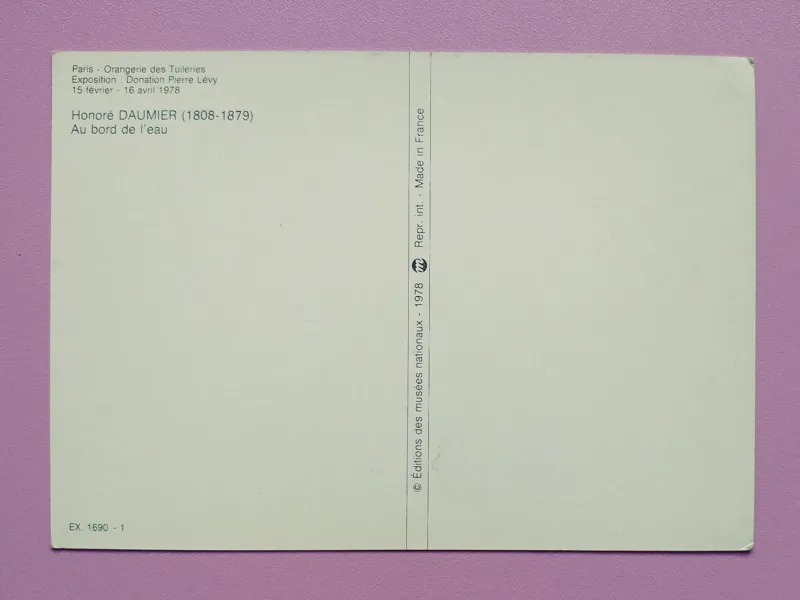 Paris - Orangerie des Tuileries
Exposition : Donation Pierre Lévy
15 février - 16 avril 1978
Honoré DAUMIER (1808-1879)
Au bord de l'eau
© Éditions des musées nationaux - 1978 m Repr. int. - Made in France
EX. 1690 - 1